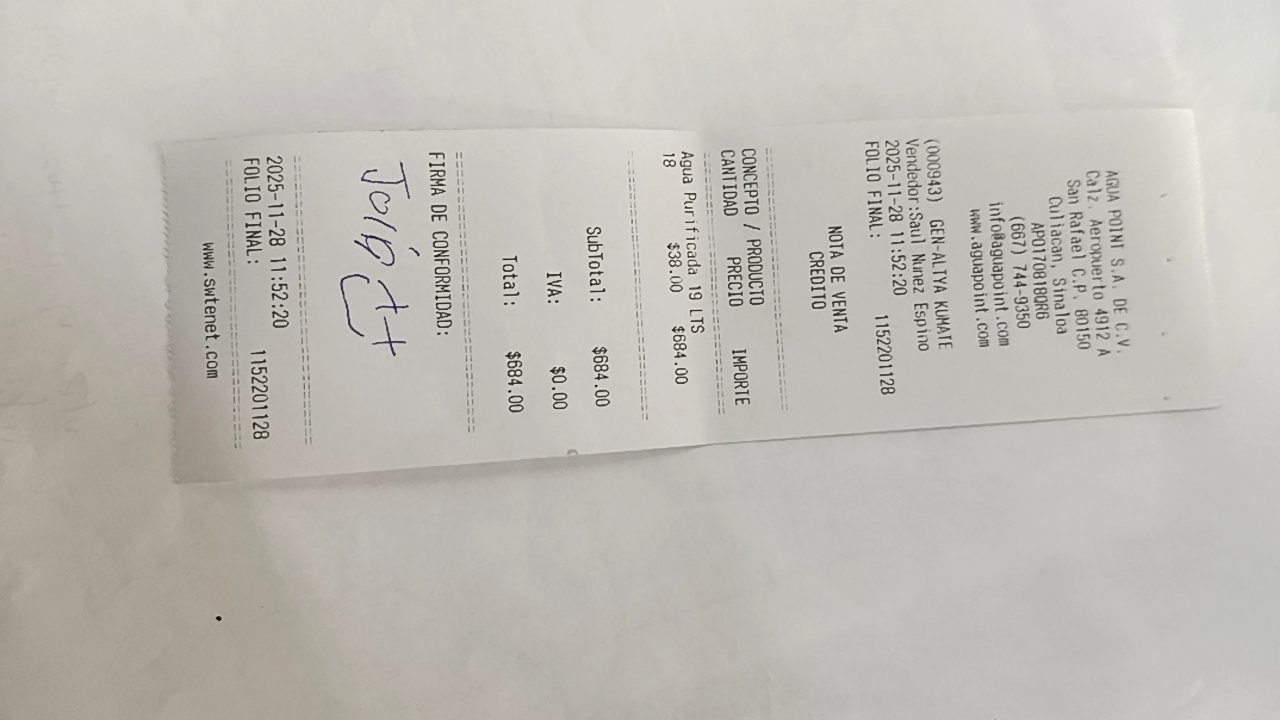 AGUA POINT S.A. DE C.V.
Calz. Aeropuerto 4912 A
San Rafael C.P. 80150
Culiacan, Sinaloa
APO170818QR6
(667) 744-9350
info@aguapoint.com
www.aguapoint.com
(000943) GEN-ALTYA KUMATE
Vendedor:Saul Nunez Espino
2025-11-28 11:52:20
FOLIO FINAL: 1152201128
NOTA DE VENTA
CREDITO
CONCEPTO / PRODUCTO
CANTIDAD PRECIO IMPORTE
Agua Purificada 19 LTS
18 $38.00 $684.00
SubTotal: $684.00
IVA: $0.00
Total: $684.00
FIRMA DE CONFORMIDAD:
2025-11-28 11:52:20
FOLIO FINAL: 1152201128
www.swtenet.com